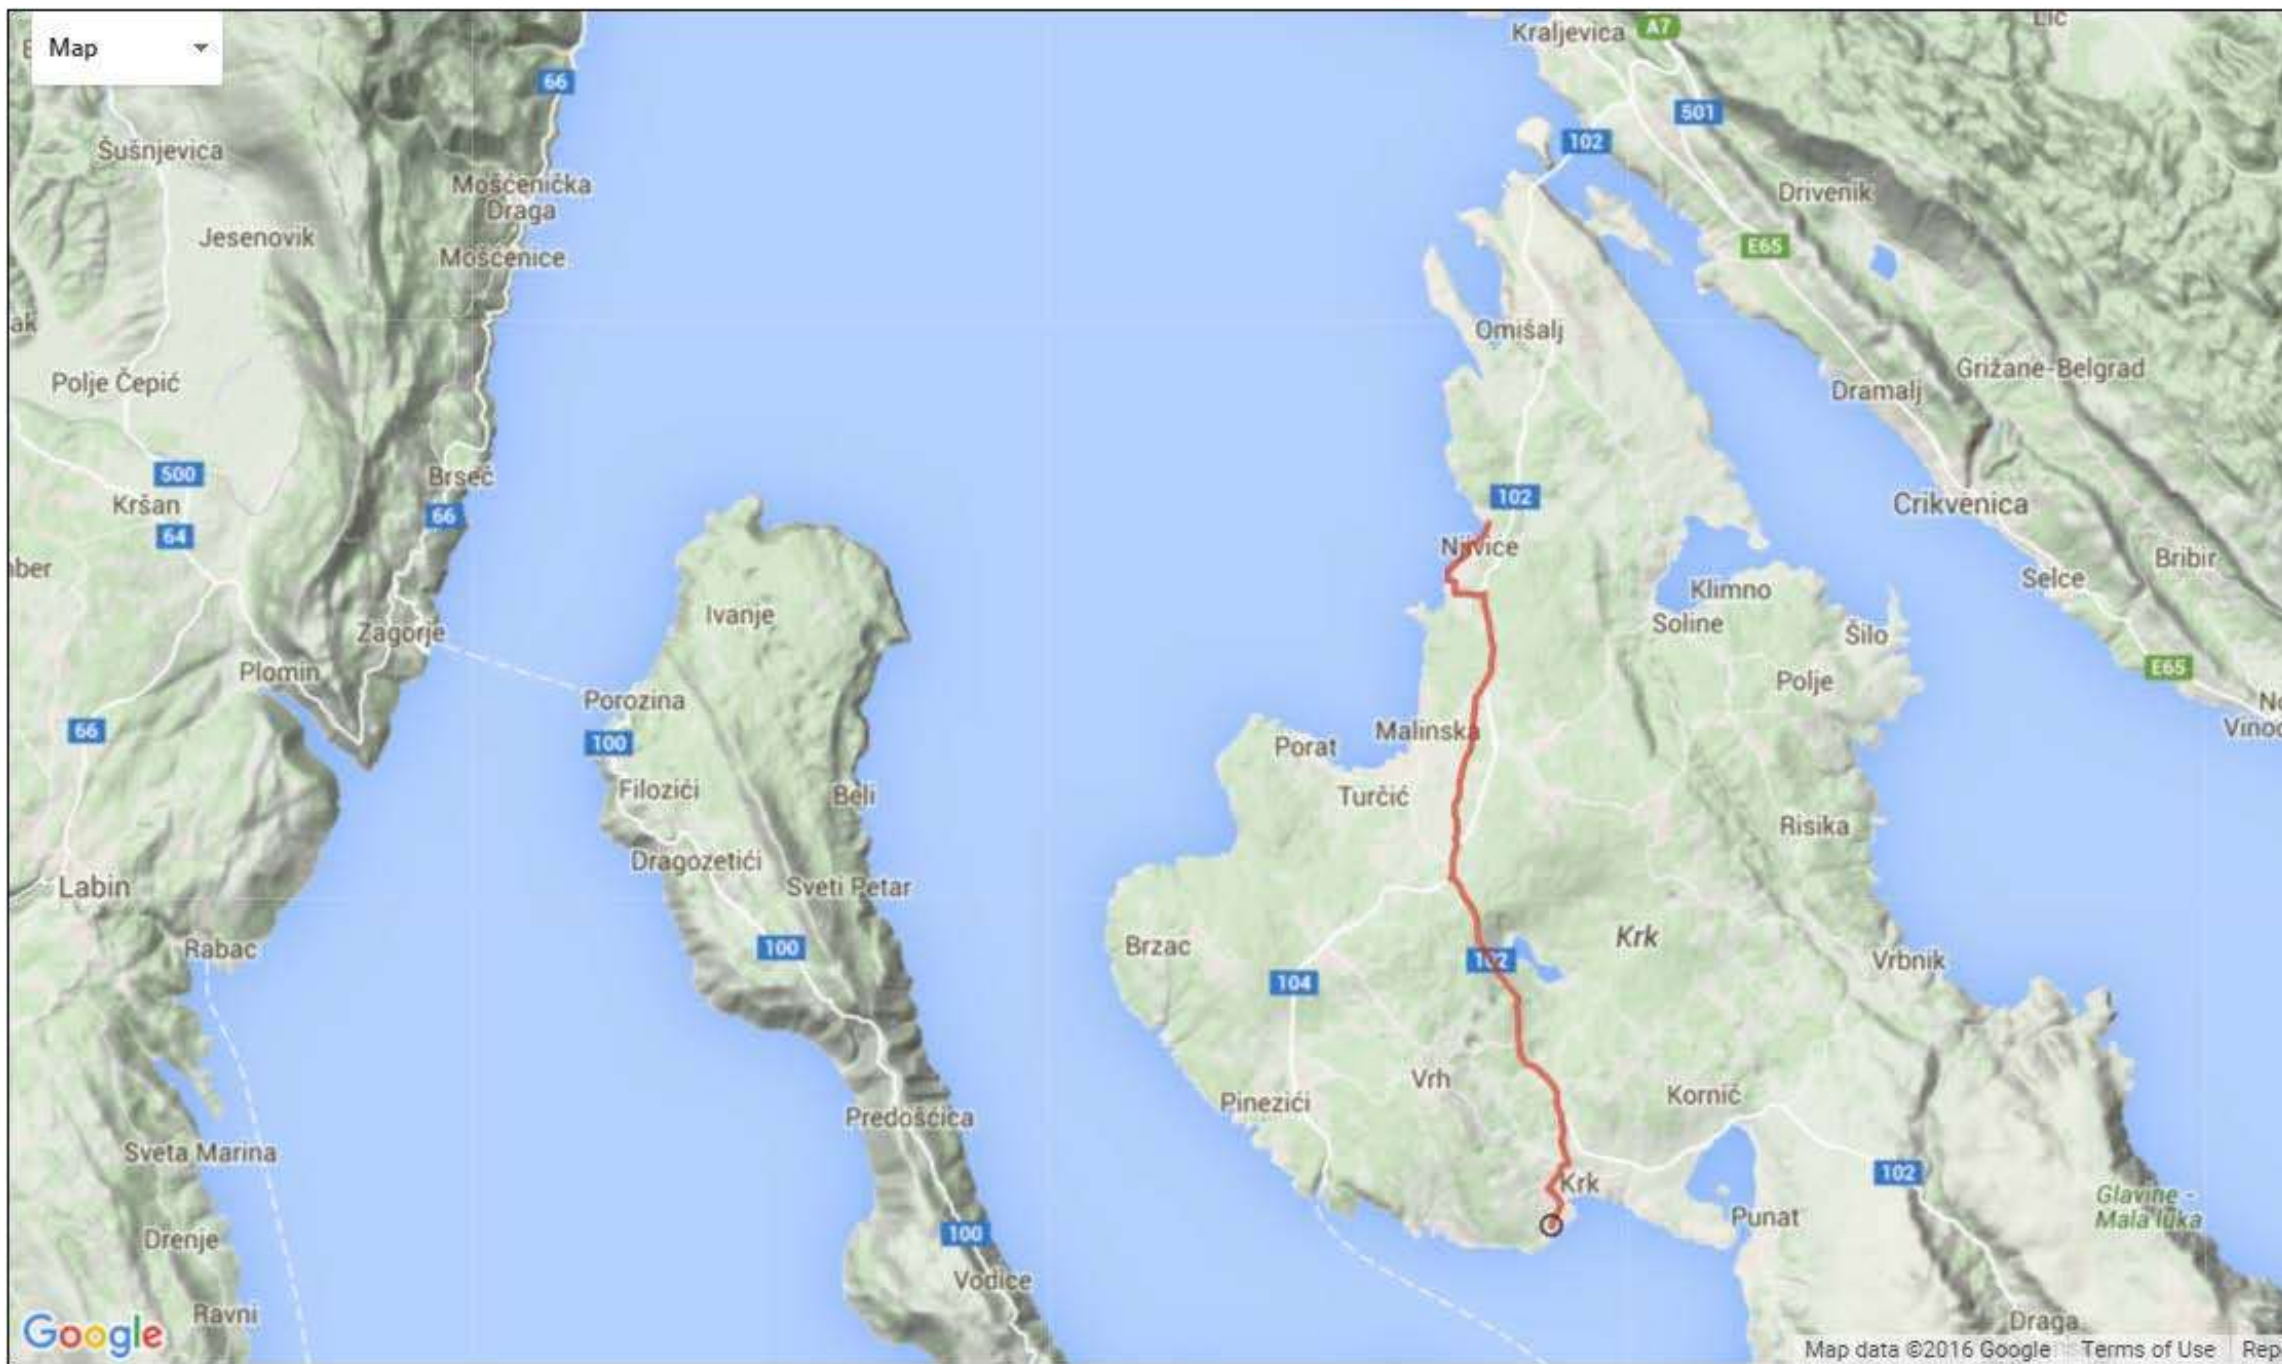 Map
Kraljevica
A7
66
501
102
Šušnjevica
Mošćenička
Draga
Drivenik
Jesenovik
Mošćenice
E65
Omišalj
Polje Čepić
Grižane-Belgrad
Dramalj
500
Brseč
102
Kršan
66
Crikvenica
64
Njivice
Bribir
Klimno
Selce
Ivanje
Soline
Šilo
Zagorje
Plomin
E65
Polje
Porozina
66
100
Malinska
Porat
Filozići
Beli
Turčić
Risika
Dragozetići
Labin
Sveti Petar
Krk
Rabac
100
Brzac
102
Vrbnik
104
Vrh
Kornić
Pinezići
Predošćica
Sveta Marina
102
Krk
Glavine -
Mala luka
Punat
Drenje
100
Vodice
Ravni
Draga
Google
Map data ©2016 Google Terms of Use Rep